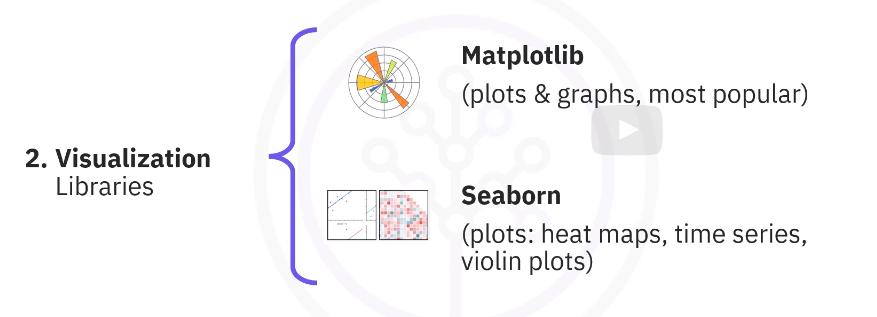 2. Visualization
Libraries
Matplotlib
(plots & graphs, most popular)
Seaborn
(plots: heat maps, time series,
violin plots)